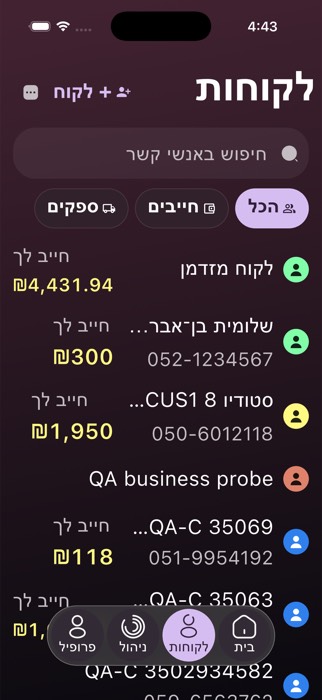 4:43
לקוחות
+ לקוח
חיפוש באנשי קשר
הכל
חייבים
ספקים
לקוח מזדמן
חייב לך
₪4,431.94
שלומית בן־אבר...
052-1234567
חייב לך
₪300
סטודיו 8 CUS1...
050-6012118
חייב לך
₪1,950
QA business probe
QA-C 35069...
051-9954192
חייב לך
₪118
QA-C 35063...
חייב לך
QA-C 3502934582
בית
לקוחות
ניהול
פרופיל